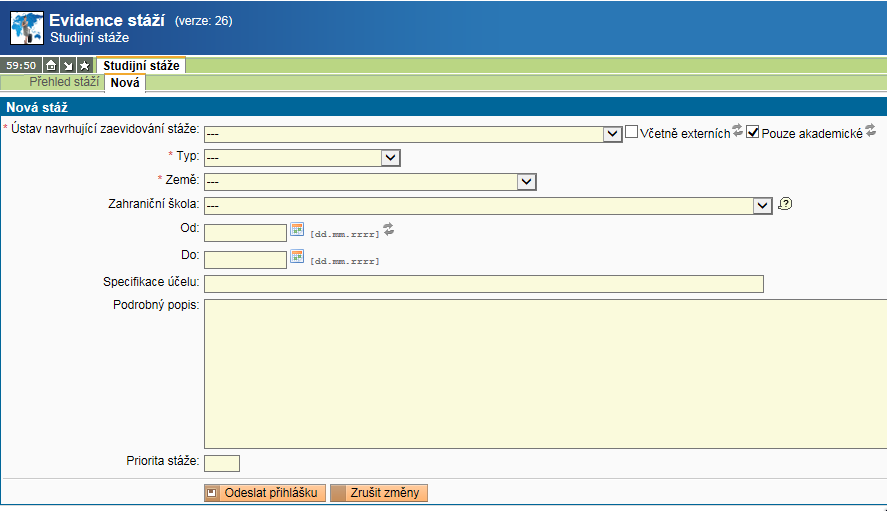 Evidence stáží (verze: 26)
Studijní stáže
59:50 Studijní stáže
Přehled stáží Nová
Nová stáž
* Ústav navrhující zaevidování stáže: --- Včetně externích Pouze akademické
* Typ: ---
* Země: ---
Zahraniční škola: --- ?
Od: [dd.mm.rrrr]
Do: [dd.mm.rrrr]
Specifikace účelu:
Podrobný popis:
Priorita stáže:
Odeslat přihlášku Zrušit změny